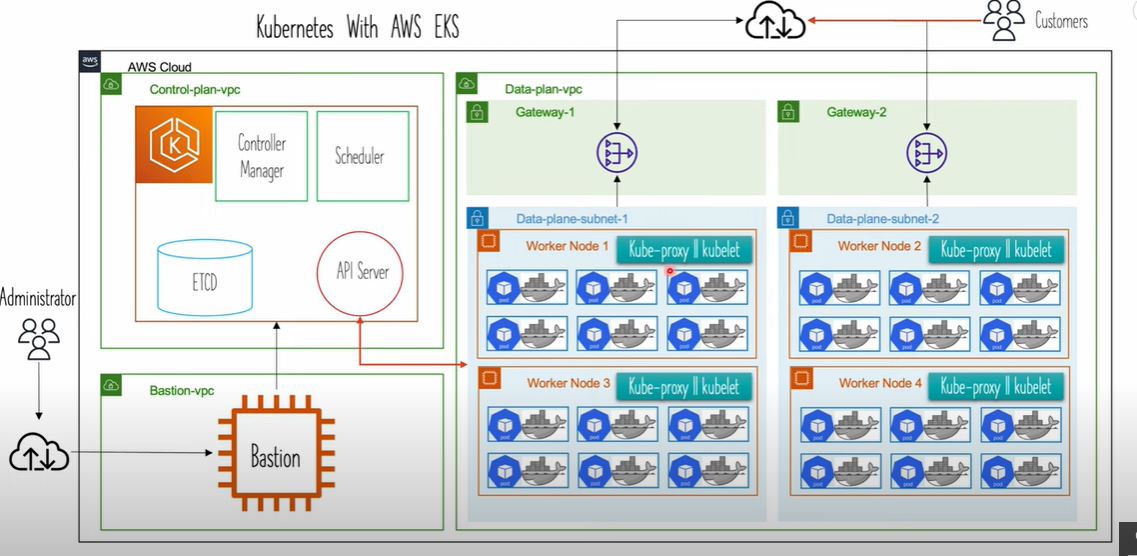 Kubernetes With AWS EKS
Customers
aws
AWS Cloud
Control-plan-vpc
K
Controller
Manager
Scheduler
ETCD
API Server
Administrator
Bastion-vpc
Bastion
Data-plan-vpc
Gateway-1
Gateway-2
Data-plane-subnet-1
Worker Node 1
Kube-proxy || kubelet
pod
pod
pod
pod
pod
pod
Worker Node 3
Kube-proxy || kubelet
pod
pod
pod
pod
pod
pod
Data-plane-subnet-2
Worker Node 2
Kube-proxy || kubelet
pod
pod
pod
pod
pod
pod
Worker Node 4
Kube-proxy || kubelet
pod
pod
pod
pod
pod
pod